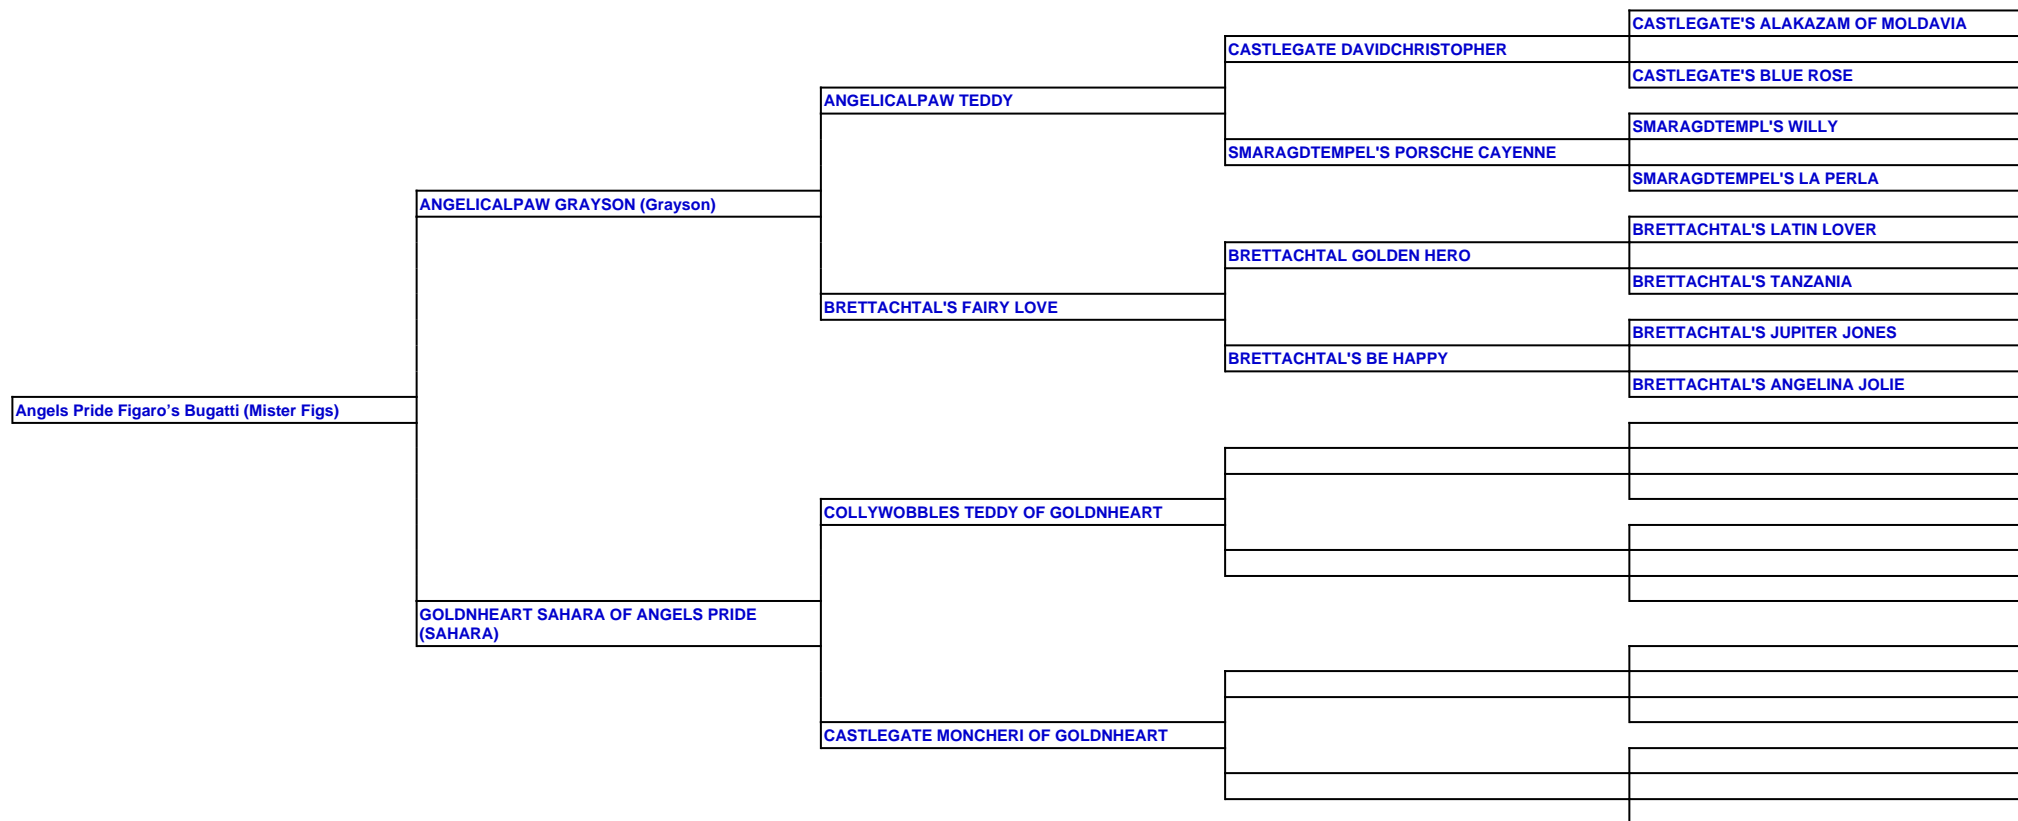 CASTLEGATE'S ALAKAZAM OF MOLDAVIA
CASTLEGATE DAVIDCHRISTOPHER
CASTLEGATE'S BLUE ROSE
ANGELICALPAW TEDDY
SMARAGDTEMPL'S WILLY
SMARAGDTEMPEL'S PORSCHE CAYENNE
SMARAGDTEMPEL'S LA PERLA
ANGELICALPAW GRAYSON (Grayson)
BRETTACHTAL'S LATIN LOVER
BRETTACHTAL GOLDEN HERO
BRETTACHTAL'S TANZANIA
BRETTACHTAL'S FAIRY LOVE
BRETTACHTAL'S JUPITER JONES
BRETTACHTAL'S BE HAPPY
BRETTACHTAL'S ANGELINA JOLIE
Angels Pride Figaro’s Bugatti (Mister Figs)
COLLYWOBBLES TEDDY OF GOLDNHEART
GOLDNHEART SAHARA OF ANGELS PRIDE
(SAHARA)
CASTLEGATE MONCHERI OF GOLDNHEART